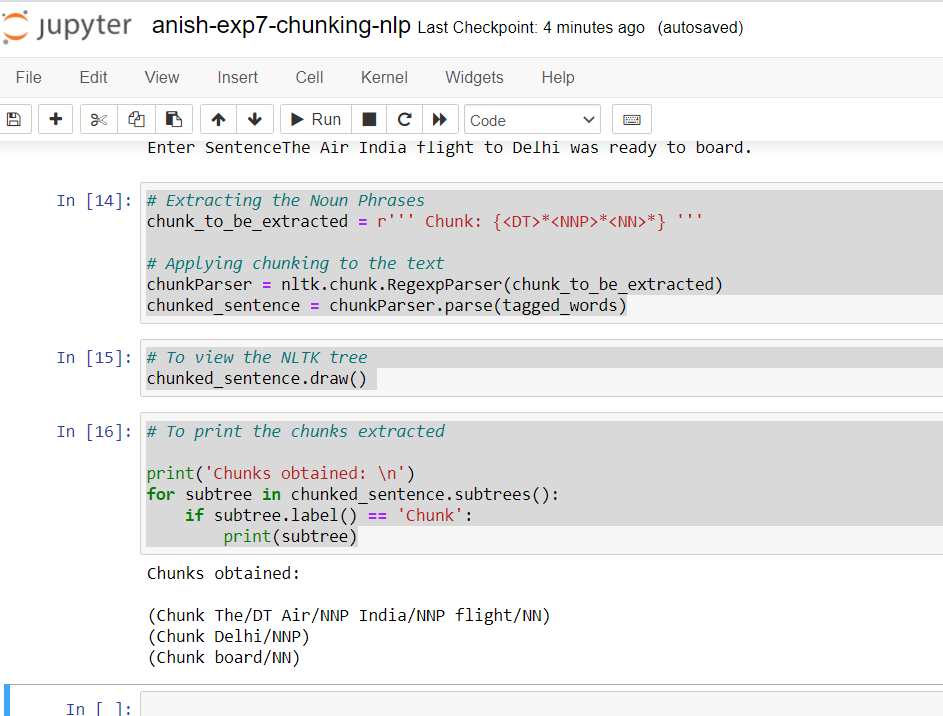 jupyter anish-exp7-chunking-nlp Last Checkpoint: 4 minutes ago (autosaved)
File Edit View Insert Cell Kernel Widgets Help
Run Code
Enter SentenceThe Air India flight to Delhi was ready to board.
In [14]: # Extracting the Noun Phrases
chunk_to_be_extracted = r''' Chunk: {<DT>*<NNP>*<NN>*} '''
# Applying chunking to the text
chunkParser = nltk.chunk.RegexpParser(chunk_to_be_extracted)
chunked_sentence = chunkParser.parse(tagged_words)
In [15]: # To view the NLTK tree
chunked_sentence.draw()
In [16]: # To print the chunks extracted
print('Chunks obtained: \n')
for subtree in chunked_sentence.subtrees():
    if subtree.label() == 'Chunk':
        print(subtree)
Chunks obtained:
(Chunk The/DT Air/NNP India/NNP flight/NN)
(Chunk Delhi/NNP)
(Chunk board/NN)
In [ ]: